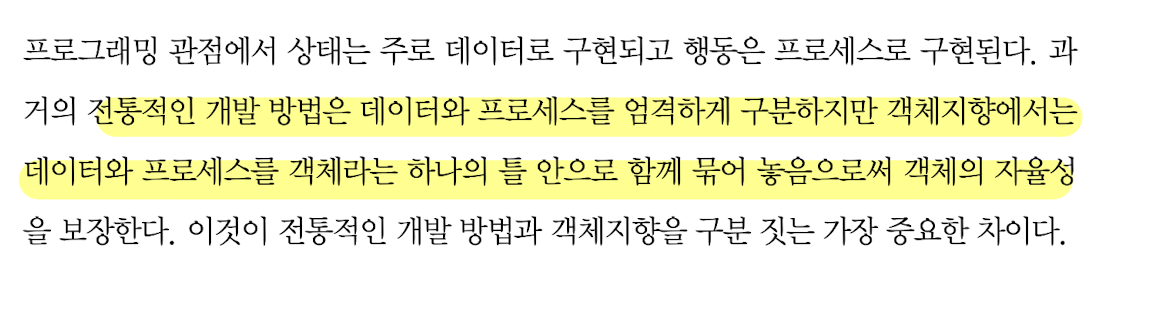 프로그래밍 관점에서 상태는 주로 데이터로 구현되고 행동은 프로세스로 구현된다. 과
거의 전통적인 개발 방법은 데이터와 프로세스를 엄격하게 구분하지만 객체지향에서는
데이터와 프로세스를 객체라는 하나의 틀 안으로 함께 묶어 놓음으로써 객체의 자율성
을 보장한다. 이것이 전통적인 개발 방법과 객체지향을 구분 짓는 가장 중요한 차이다.